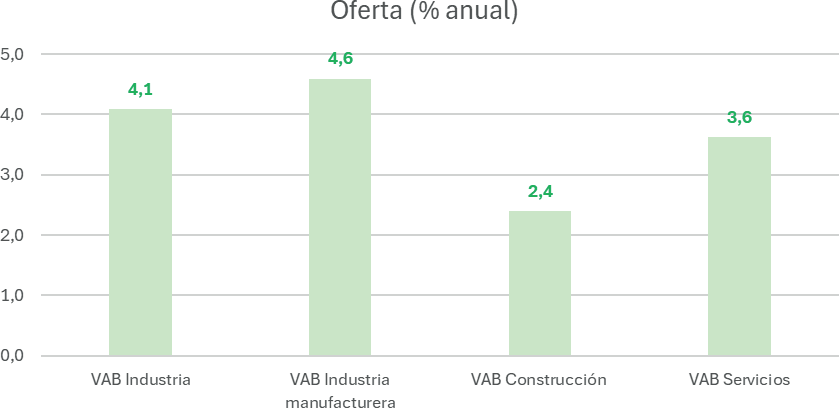 Oferta (% anual)
5,0
4,0
3,0
2,0
1,0
0,0
4,1
4,6
2,4
3,6
VAB Industria
VAB Industria
manufacturera
VAB Construcción
VAB Servicios